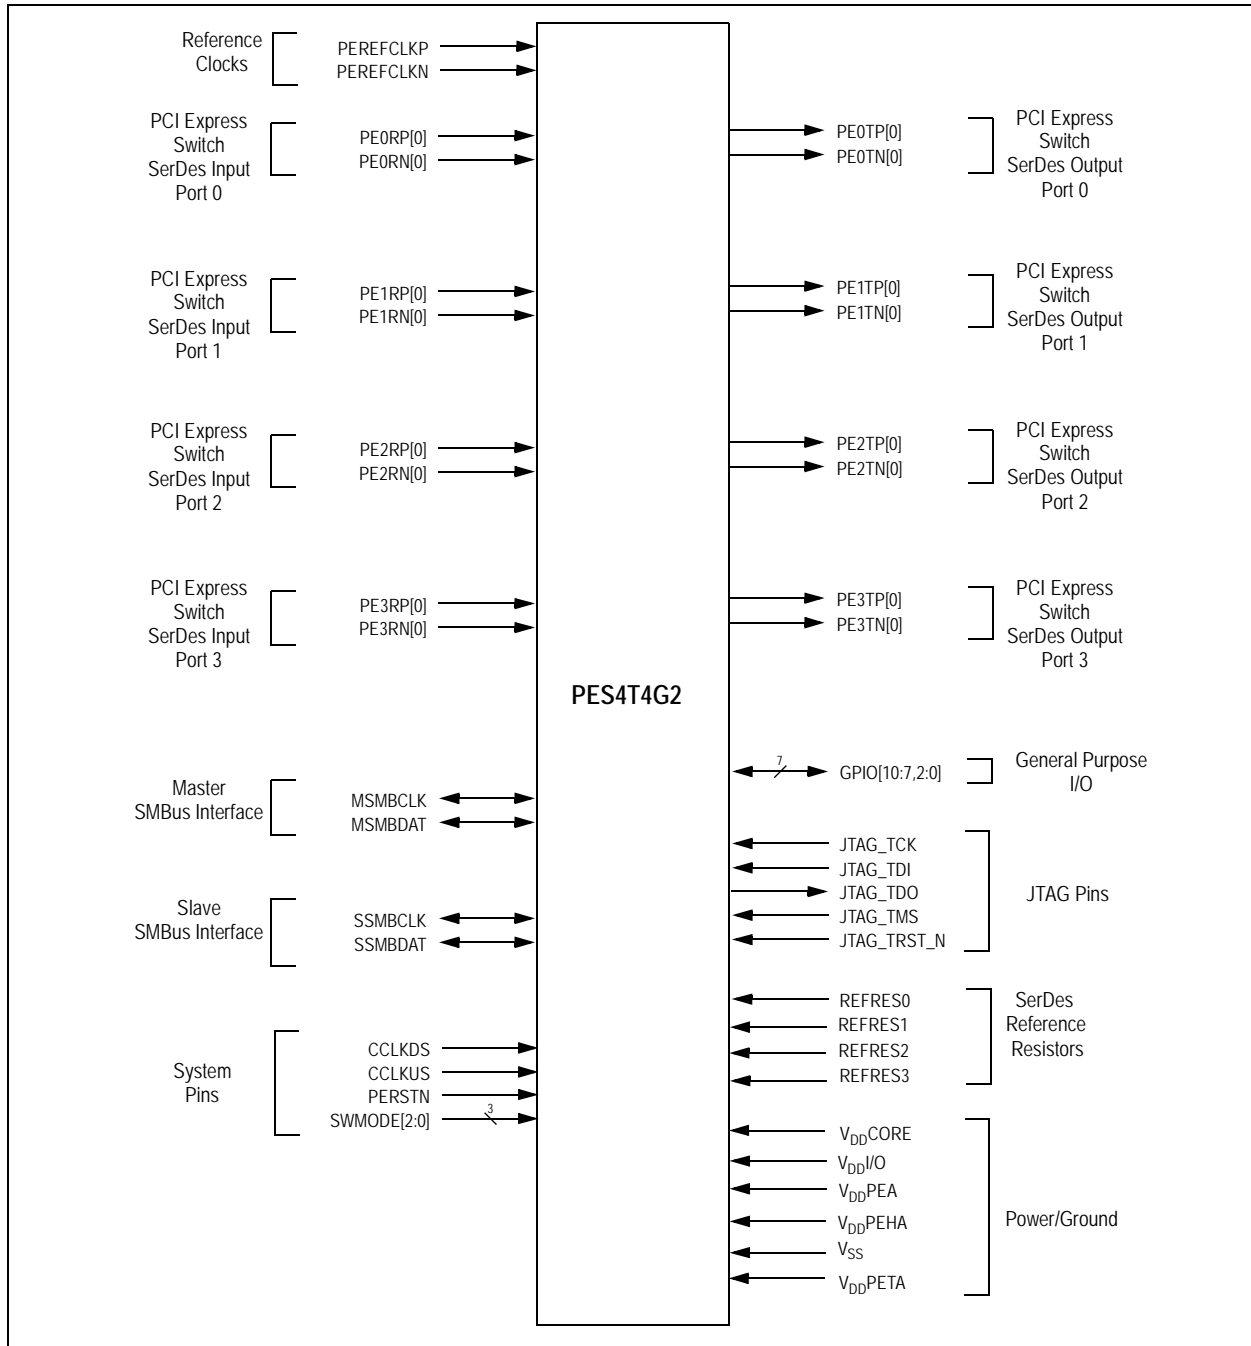 Reference
Clocks
PEREFCLKP
PEREFCLKN
PCI Express
Switch
SerDes Input
Port 0
PE0RP[0]
PE0RN[0]
PE0TP[0]
PE0TN[0]
PCI Express
Switch
SerDes Output
Port 0
PCI Express
Switch
SerDes Input
Port 1
PE1RP[0]
PE1RN[0]
PE1TP[0]
PE1TN[0]
PCI Express
Switch
SerDes Output
Port 1
PCI Express
Switch
SerDes Input
Port 2
PE2RP[0]
PE2RN[0]
PE2TP[0]
PE2TN[0]
PCI Express
Switch
SerDes Output
Port 2
PCI Express
Switch
SerDes Input
Port 3
PE3RP[0]
PE3RN[0]
PE3TP[0]
PE3TN[0]
PCI Express
Switch
SerDes Output
Port 3
PES4T4G2
Master
SMBus Interface
MSMBCLK
MSMBDAT
7
GPIO[10:7,2:0]
General Purpose
I/O
Slave
SMBus Interface
SSMBCLK
SSMBDAT
JTAG_TCK
JTAG_TDI
JTAG_TDO
JTAG_TMS
JTAG_TRST_N
JTAG Pins
System
Pins
CCLKDS
CCLKUS
PERSTN
SWMODE[2:0]
3
REFRES0
REFRES1
REFRES2
REFRES3
SerDes
Reference
Resistors
VDDCORE
VDDI/O
VDDPEA
VDDPEHA
VSS
VDDPETA
Power/Ground